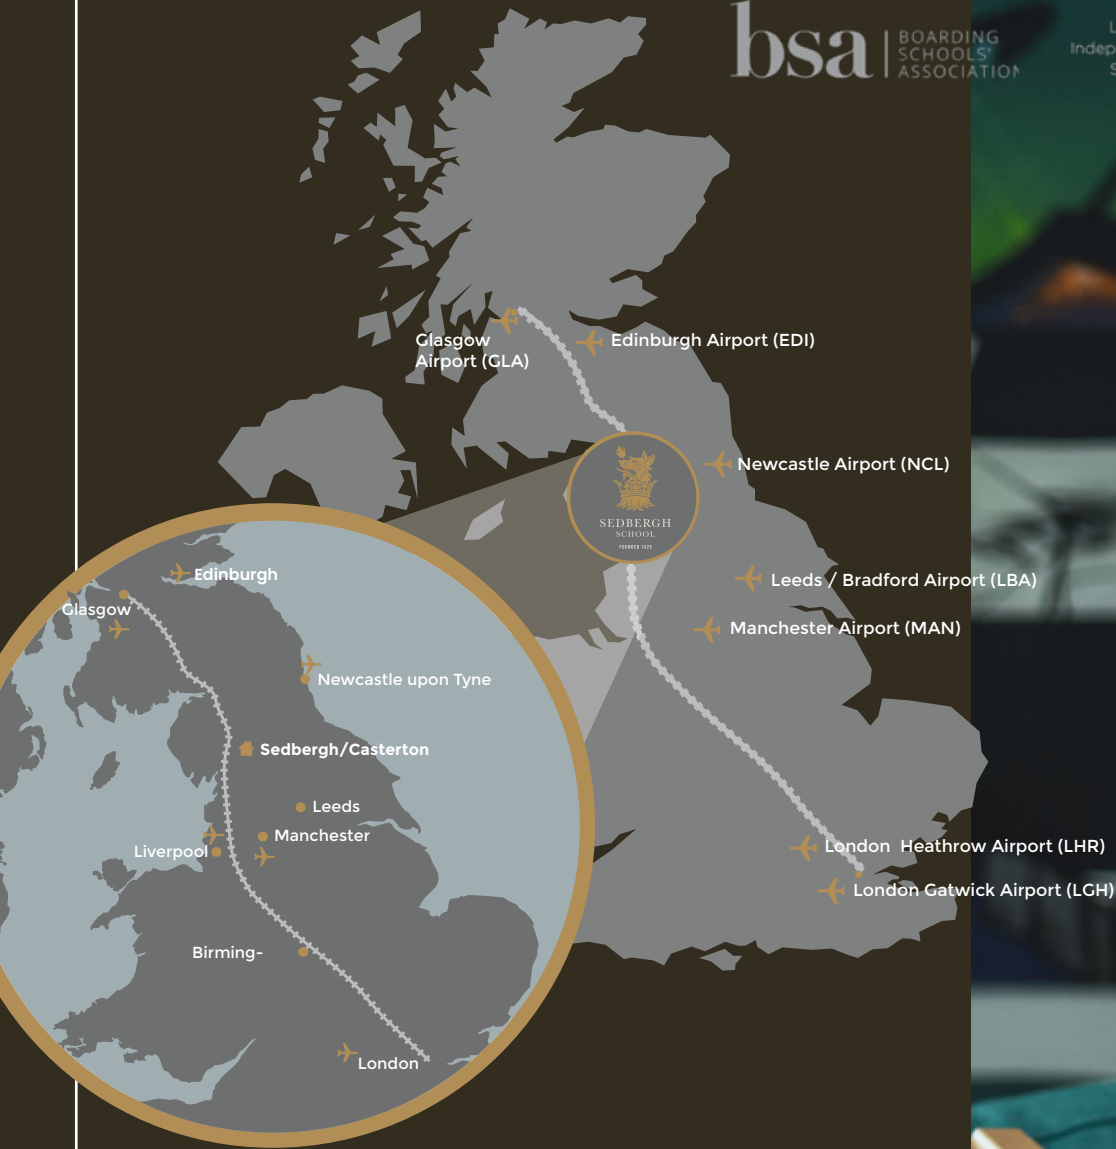 bsa
BOARDING
SCHOOLS'
ASSOCIATION
Glasgow
Airport (GLA)
Edinburgh Airport (EDI)
Newcastle Airport (NCL)
SEDBERGH
SCHOOL
FOUNDED 1525
Leeds / Bradford Airport (LBA)
Manchester Airport (MAN)
London Heathrow Airport (LHR)
London Gatwick Airport (LGH)
Edinburgh
Glasgow
Newcastle upon Tyne
Sedbergh/Casterton
Leeds
Manchester
Liverpool
Birming-
London